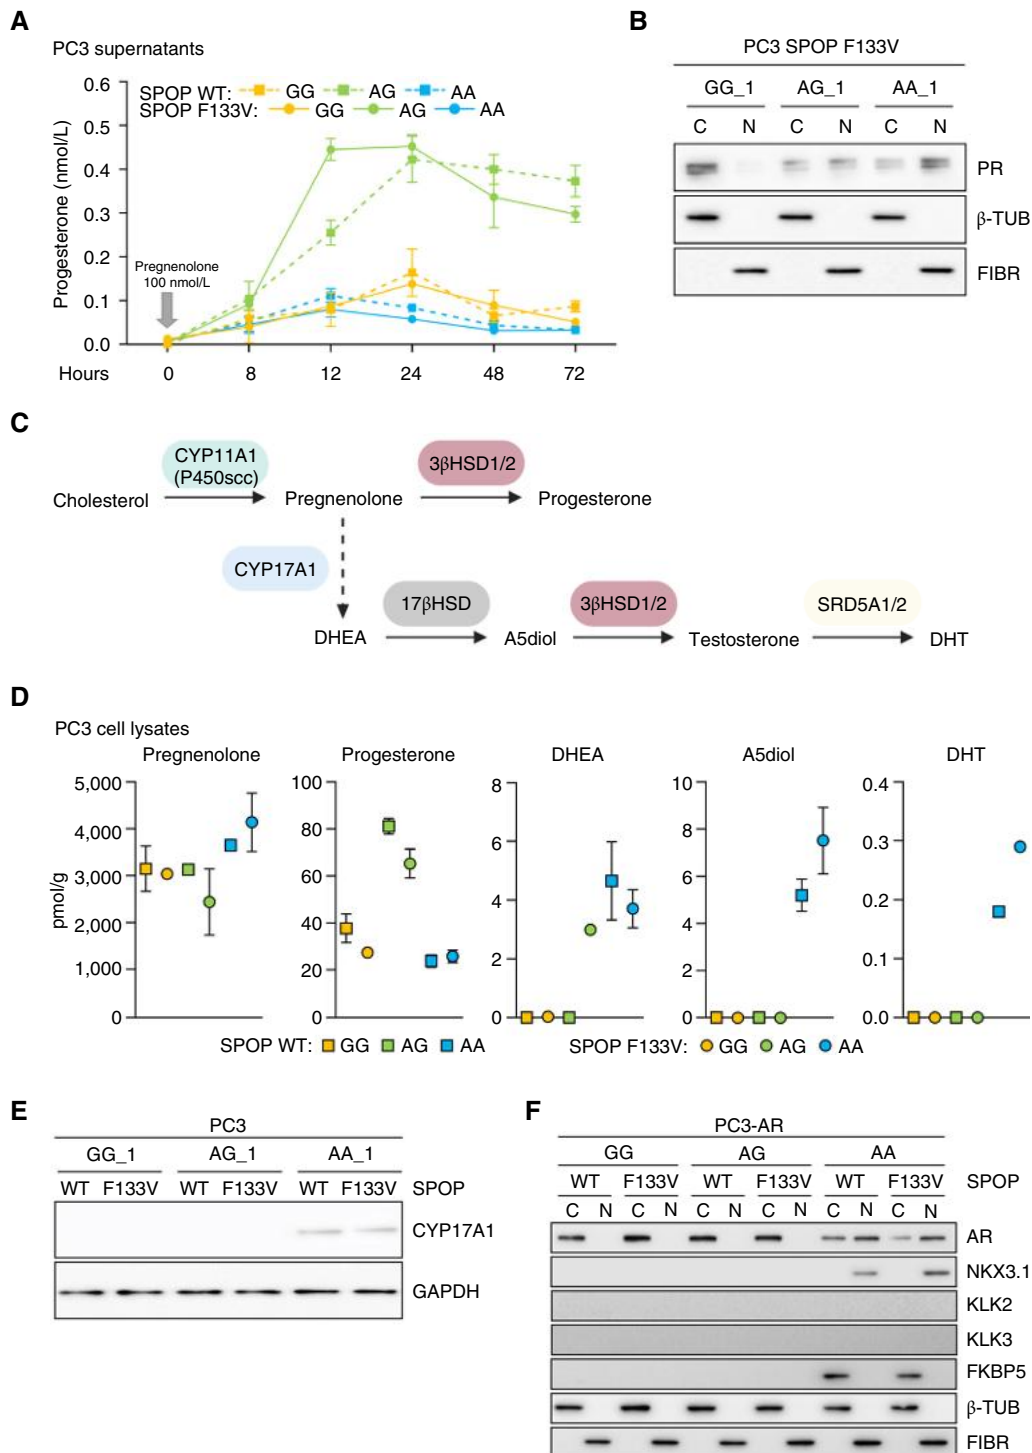 A
PC3 supernatants
Progesterone (nmol/L)
0.6
0.5
0.4
0.3
0.2
0.1
0.0
SPOP WT: GG AG AA
SPOP F133V: GG AG AA
Pregnenolone
100 nmol/L
Hours 0 8 12 24 48 72
B
PC3 SPOP F133V
GG_1 AG_1 AA_1
C N C N C N
PR
β-TUB
FIBR
C
CYP11A1
(P450scc)
3βHSD1/2
Cholesterol Pregnenolone Progesterone
CYP17A1
17βHSD 3βHSD1/2 SRD5A1/2
DHEA A5diol Testosterone DHT
D
PC3 cell lysates
Pregnenolone Progesterone DHEA A5diol DHT
pmol/g
5,000
4,000
3,000
2,000
1,000
0
100
80
60
40
20
0
8
6
4
2
0
10
8
6
4
2
0
0.4
0.3
0.2
0.1
0.0
SPOP WT: GG AG AA SPOP F133V: GG AG AA
E
PC3
GG_1 AG_1 AA_1
WT F133V WT F133V WT F133V SPOP
CYP17A1
GAPDH
F
PC3-AR
GG AG AA
WT F133V WT F133V WT F133V SPOP
C N C N C N C N C N C N
AR
NKX3.1
KLK2
KLK3
FKBP5
β-TUB
FIBR